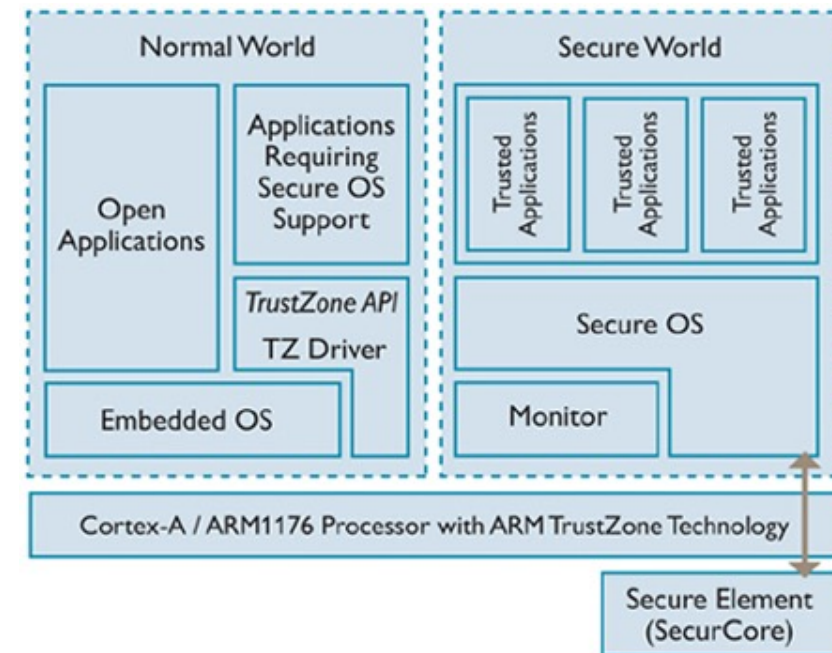 Normal World
Secure World
Open
Applications
Applications
Requiring
Secure OS
Support
TrustZone API
TZ Driver
Embedded OS
Trusted
Applications
Trusted
Applications
Trusted
Applications
Secure OS
Monitor
Cortex-A / ARM1176 Processor with ARM TrustZone Technology
Secure Element
(SecurCore)